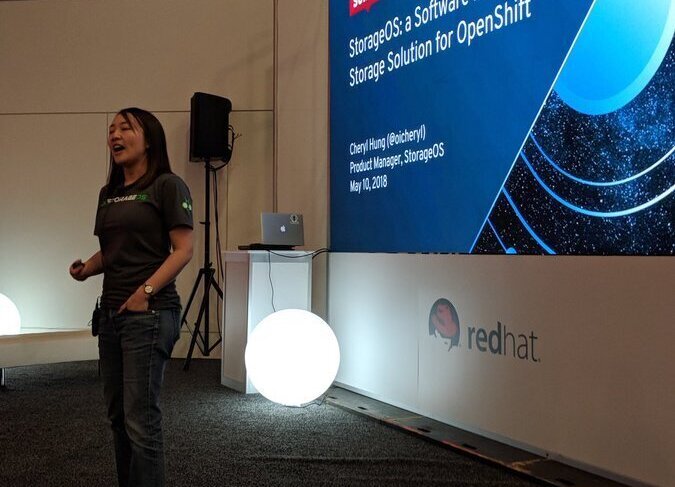 StorageOS: a Software
Storage Solution for OpenShift
Cheryl Hung (@oicheryl)
Product Manager, StorageOS
May 10, 2018
redhat.